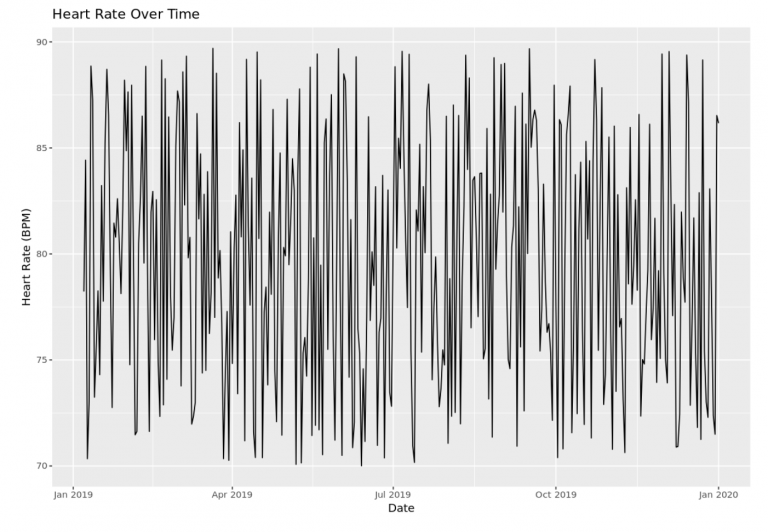 Heart Rate Over Time
90
85
80
75
70
Heart Rate (BPM)
Jan 2019
Apr 2019
Jul 2019
Oct 2019
Jan 2020
Date